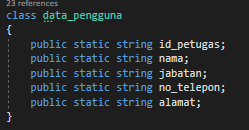 23 references
class data_pengguna
{
public static string id_petugas;
public static string nama;
public static string jabatan;
public static string no_telepon;
public static string alamat;
}